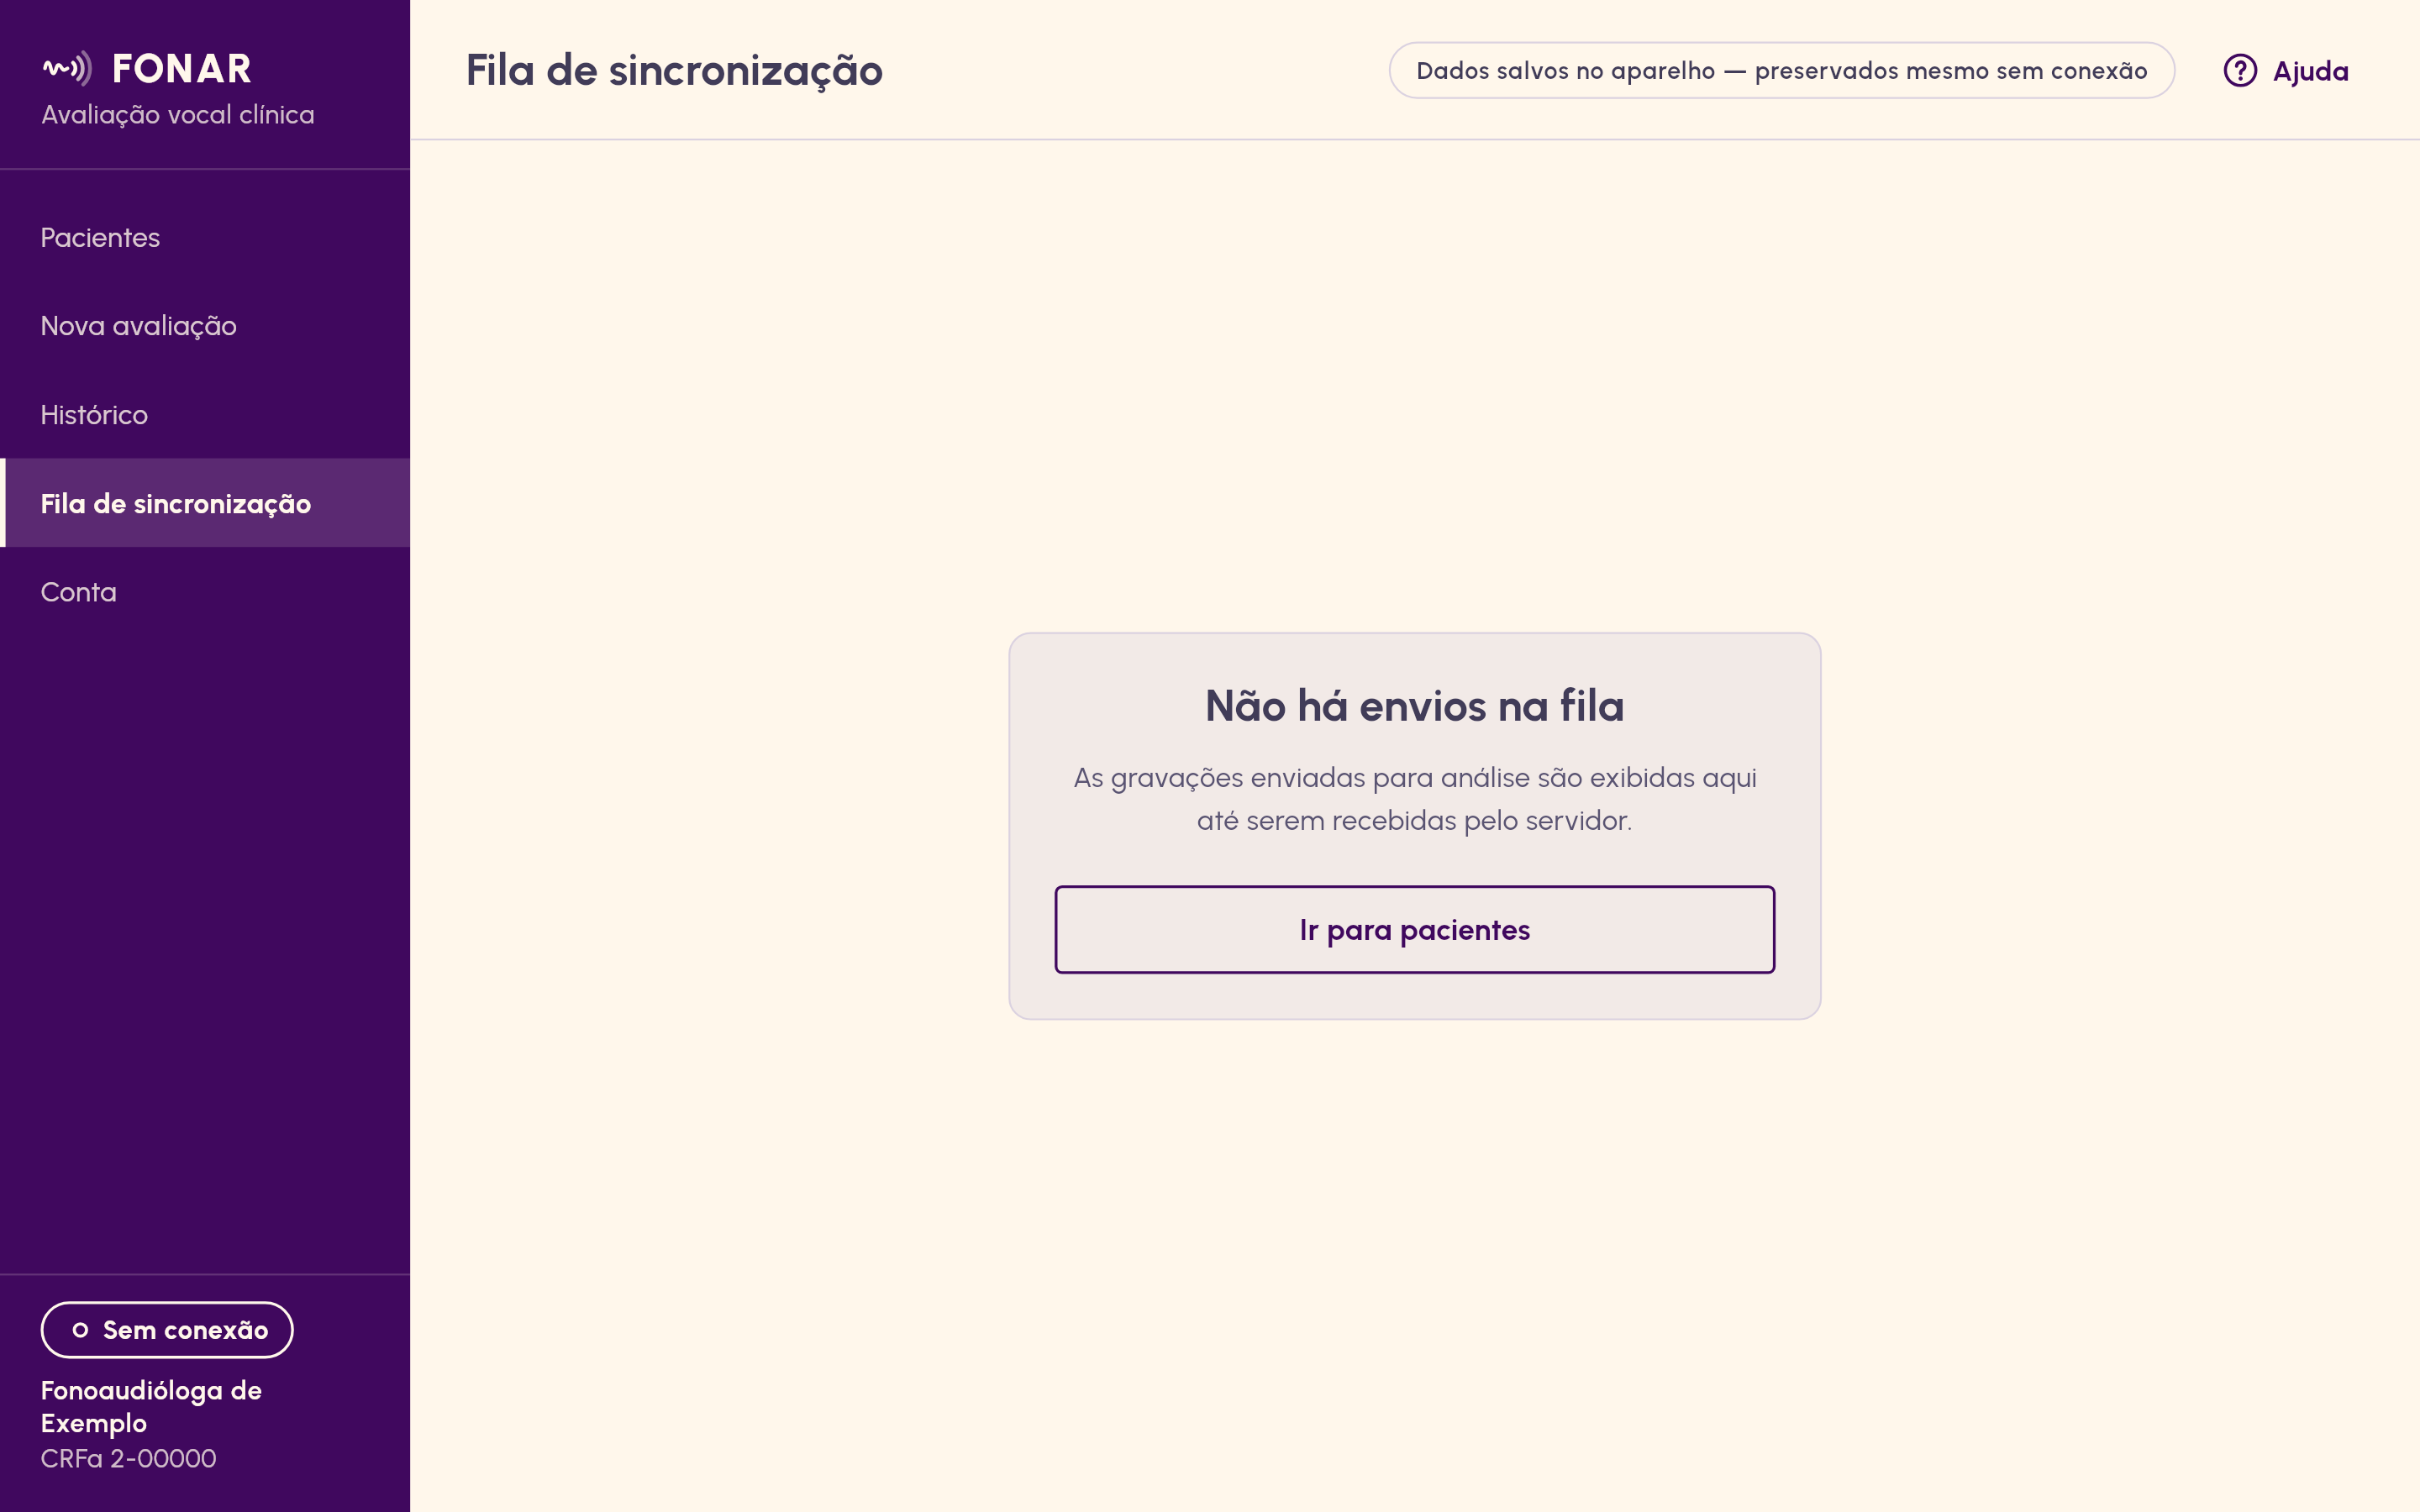 FONAR
Avaliação vocal clínica
Pacientes
Nova avaliação
Histórico
Fila de sincronização
Conta
Sem conexão
Fonoaudióloga de
Exemplo
CRFa 2-00000
Fila de sincronização
Dados salvos no aparelho — preservados mesmo sem conexão
Ajuda
Não há envios na fila
As gravações enviadas para análise são exibidas aqui
até serem recebidas pelo servidor.
Ir para pacientes